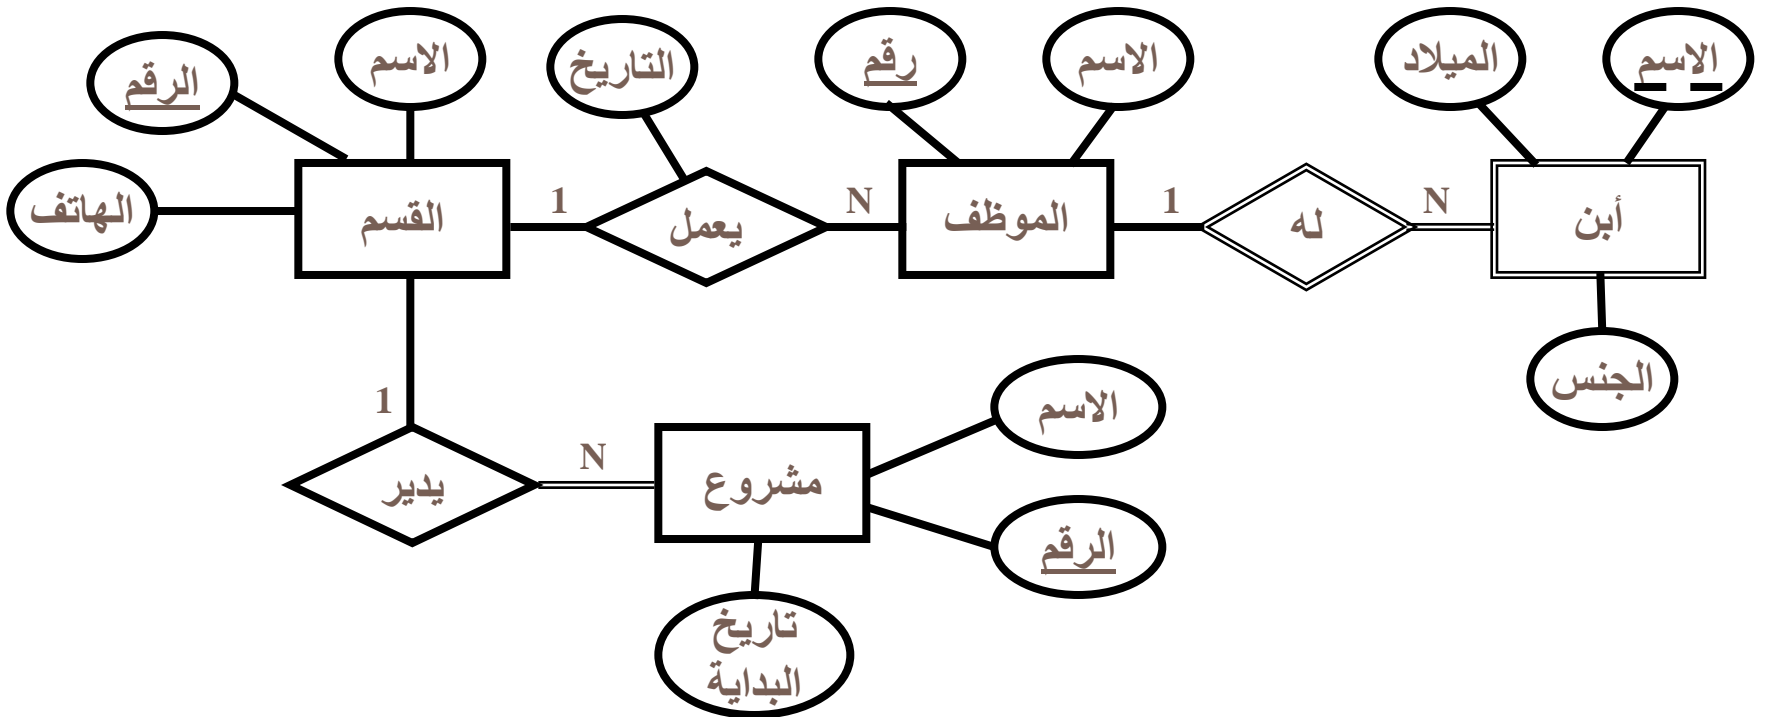 الاسم
الميلاد
الاسم
رقم
التاريخ
الاسم
الرقم
أبن
N
له
1
الموظف
N
يعمل
1
القسم
الهاتف
الجنس
1
الاسم
N
مشروع
يدير
الرقم
تاريخ
البداية